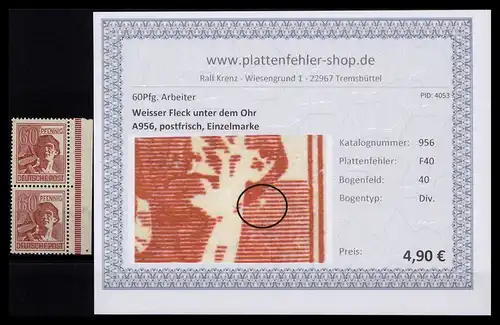 www.plattenfehler-shop.de
Ralf Krenz - Wiesengrund 1 - 22967 Tremsbüttel
60Pfg. Arbeiter
PID: 4053
Weisser Fleck unter dem Ohr
A956, postfrisch, Einzelmarke
Katalognummer: 956
Plattenfehler: F40
Bogenfeld: 40
Bogentyp: Div.
Preis: 4,90 €
60 PFENNIG
DEUTSCHE POST
60 PFENNIG
DEUTSCHE POST